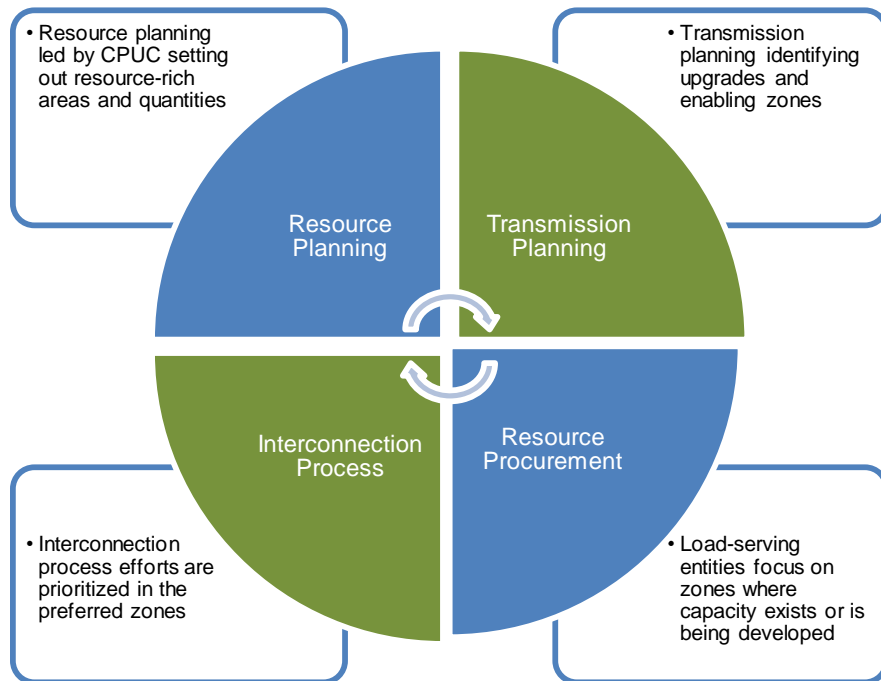 • Resource planning
led by CPUC setting
out resource-rich
areas and quantities
• Transmission
planning identifying
upgrades and
enabling zones
Resource
Planning
Transmission
Planning
Interconnection
Process
Resource
Procurement
• Interconnection
process efforts are
prioritized in the
preferred zones
• Load-serving
entities focus on
zones where
capacity exists or is
being developed